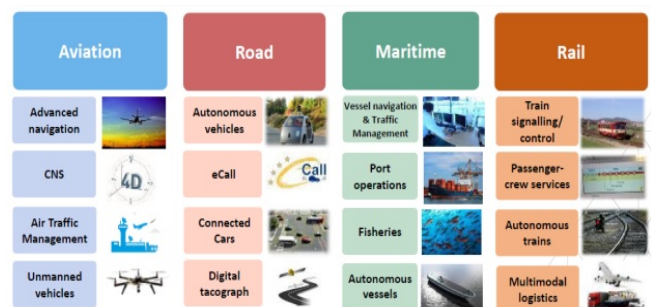 Aviation
Road
Maritime
Rail
Advanced
navigation
Autonomous
vehicles
Vessel navigation
& Traffic
Management
Train
signalling/
control
CNS
4D
eCall
Call
Port
operations
Passenger-
crew services
Air Traffic
Management
Connected
Cars
Fisheries
Autonomous
trains
Unmanned
vehicles
Digital
tacograph
Autonomous
vessels
Multimodal
logistics